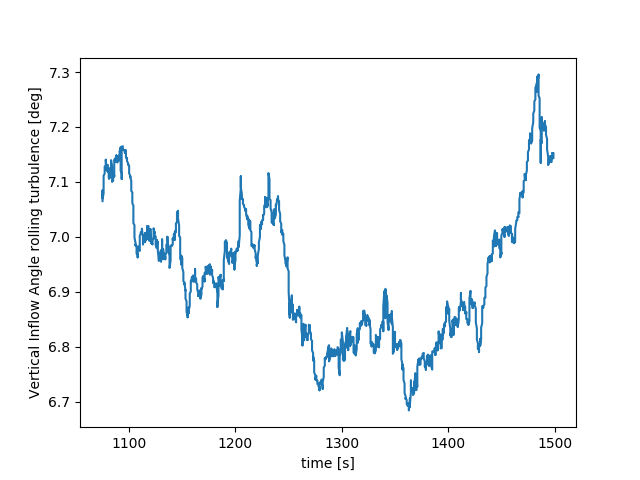 7.3
7.2
7.1
7.0
6.9
6.8
6.7
Vertical Inflow Angle rolling turbulence [deg]
1100 1200 1300 1400 1500
time [s]